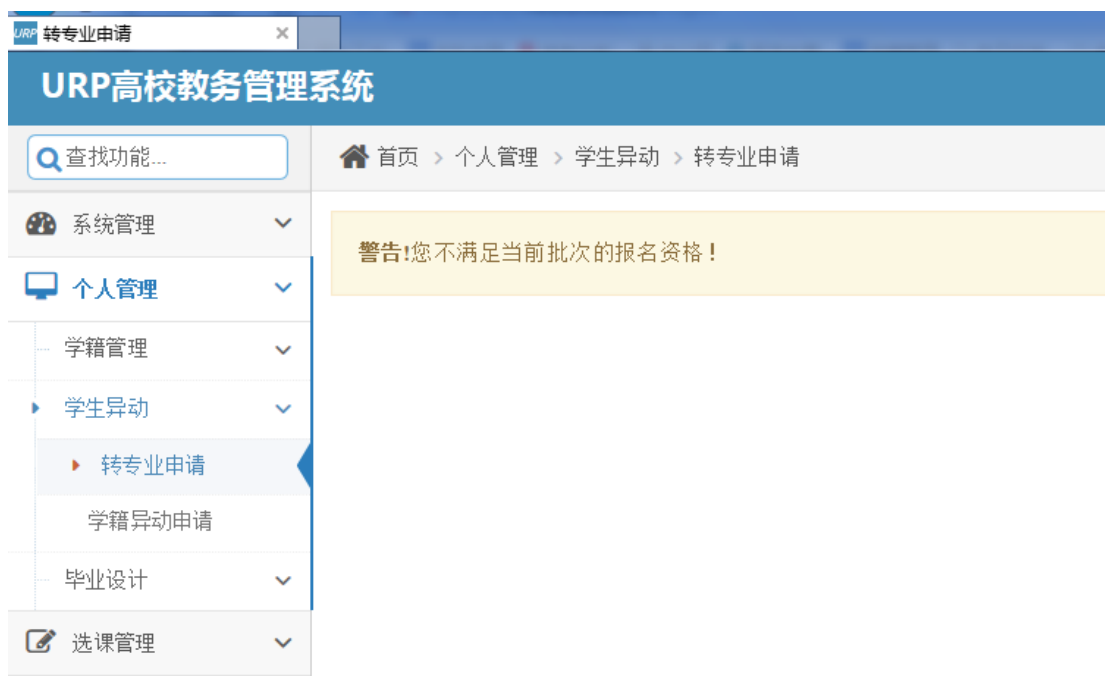 URP 转专业申请
URP高校教务管理系统
查找功能...
首页 > 个人管理 > 学生异动 > 转专业申请
系统管理
警告!您不满足当前批次的报名资格！
个人管理
学籍管理
学生异动
转专业申请
学籍异动申请
毕业设计
选课管理